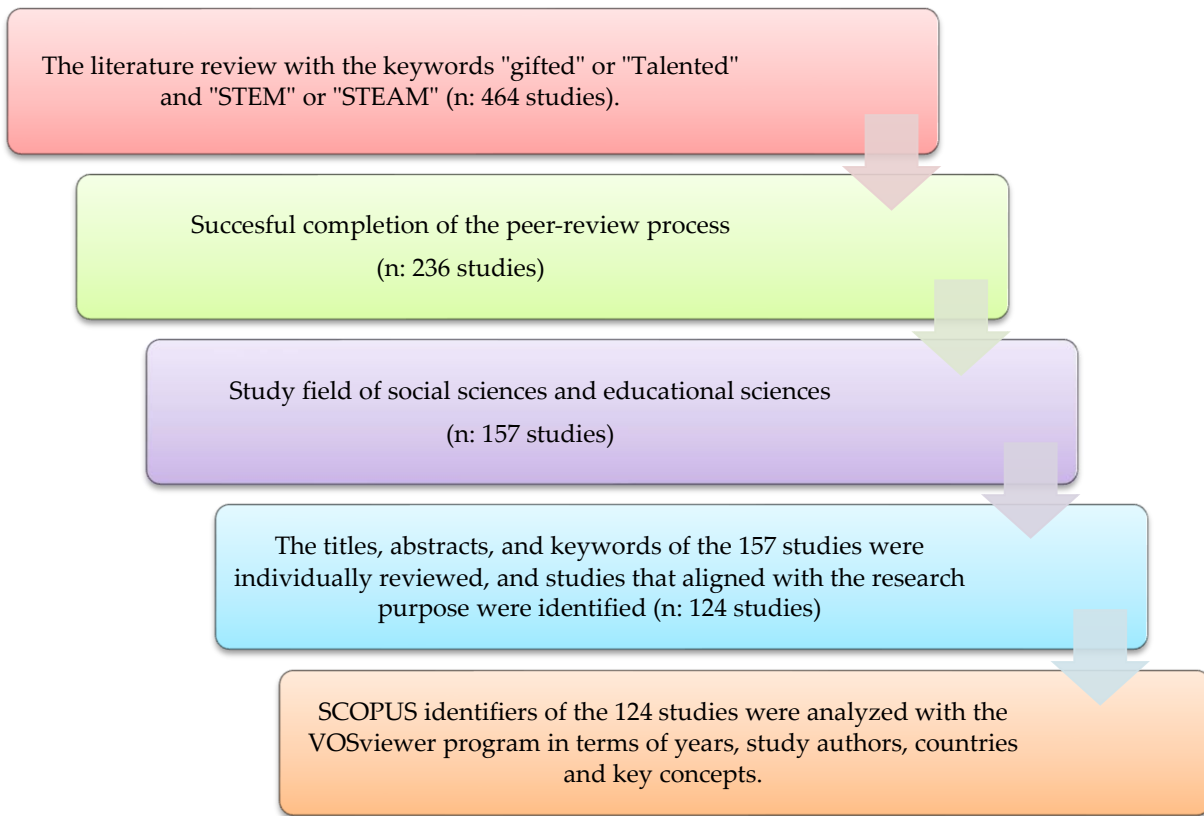 The literature review with the keywords "gifted" or "Talented"
and "STEM" or "STEAM" (n: 464 studies).
Succesful completion of the peer-review process
(n: 236 studies)
Study field of social sciences and educational sciences
(n: 157 studies)
The titles, abstracts, and keywords of the 157 studies were
individually reviewed, and studies that aligned with the research
purpose were identified (n: 124 studies)
SCOPUS identifiers of the 124 studies were analyzed with the
VOSviewer program in terms of years, study authors, countries
and key concepts.